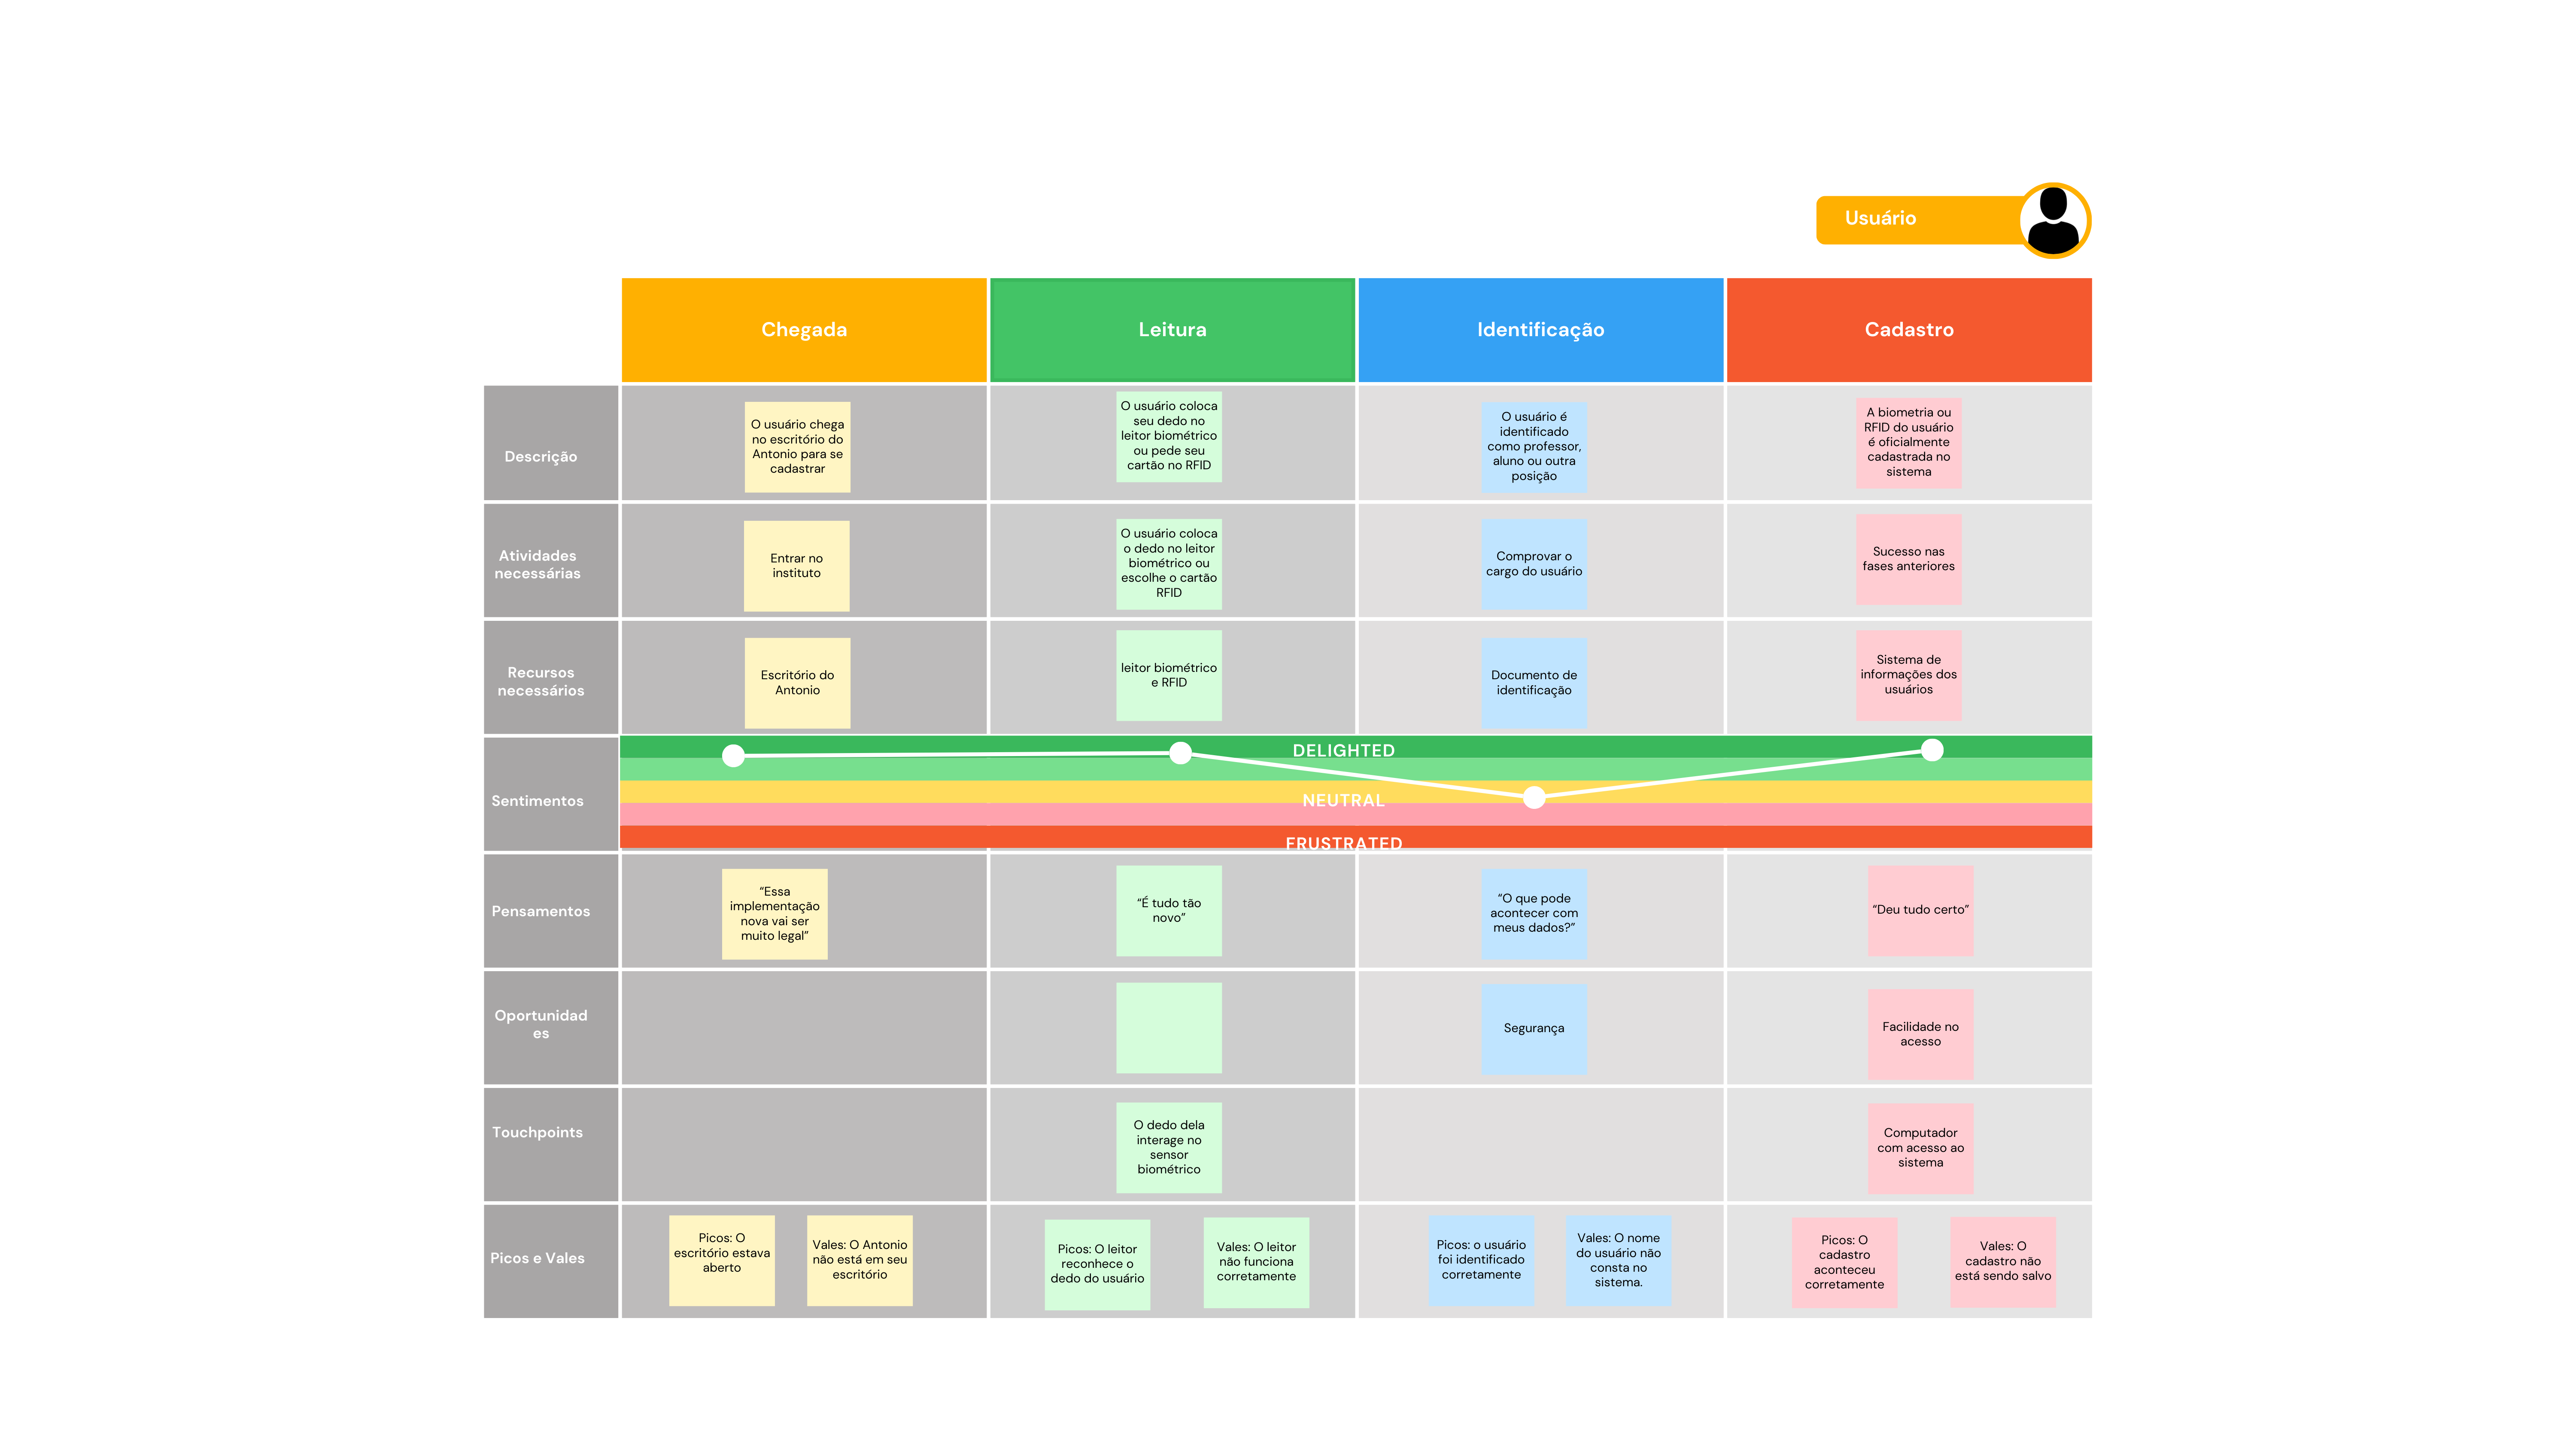 Usuário
Chegada
Leitura
Identificação
Cadastro
Descrição
O usuário chega
no escritório do
Antonio para se
cadastrar
O usuário coloca
seu dedo no
leitor biométrico
ou pede seu
cartão no RFID
O usuário é
identificado
como professor,
aluno ou outra
posição
A biometria ou
RFID do usuário
é oficialmente
cadastrada no
sistema
Atividades
necessárias
Entrar no
instituto
O usuário coloca
o dedo no leitor
biométrico ou
escolhe o cartão
RFID
Comprovar o
cargo do usuário
Sucesso nas
fases anteriores
Recursos
necessários
Escritório do
Antonio
leitor biométrico
e RFID
Documento de
identificação
Sistema de
informações dos
usuários
Sentimentos
DELIGHTED
NEUTRAL
FRUSTRATED
Pensamentos
“Essa
implementação
nova vai ser
muito legal”
“É tudo tão
novo”
“O que pode
acontecer com
meus dados?”
“Deu tudo certo”
Oportunidad
es
Segurança
Facilidade no
acesso
Touchpoints
O dedo dela
interage no
sensor
biométrico
Computador
com acesso ao
sistema
Picos e Vales
Picos: O
escritório estava
aberto
Vales: O Antonio
não está em seu
escritório
Picos: O leitor
reconhece o
dedo do usuário
Vales: O leitor
não funciona
corretamente
Picos: o usuário
foi identificado
corretamente
Vales: O nome
do usuário não
consta no
sistema.
Picos: O
cadastro
aconteceu
corretamente
Vales: O
cadastro não
está sendo salvo